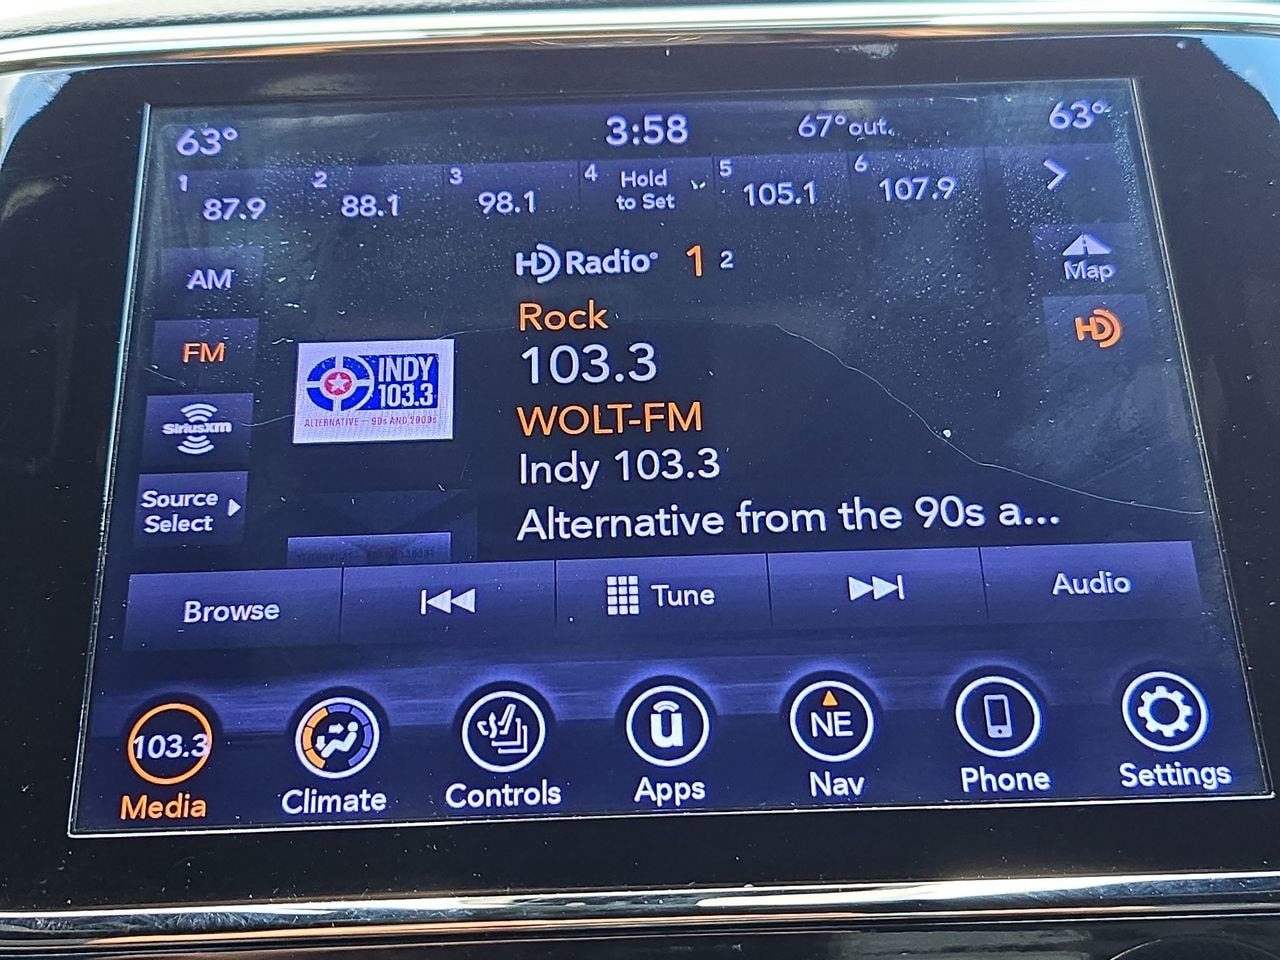 63° 3:58 67° out. 63°
1 87.9 2 88.1 3 98.1 4 Hold to Set 5 105.1 6 107.9
HD Radio 1 2
AM
Map
Rock
FM
HD
INDY
103.3
ALTERNATIVE — 90s AND 2000s
103.3
SiriusXM
WOLT-FM
Indy 103.3
Source
Select
Alternative from the 90s a...
Browse Tune Audio
103.3 u NE
Media Climate Controls Apps Nav Phone Settings